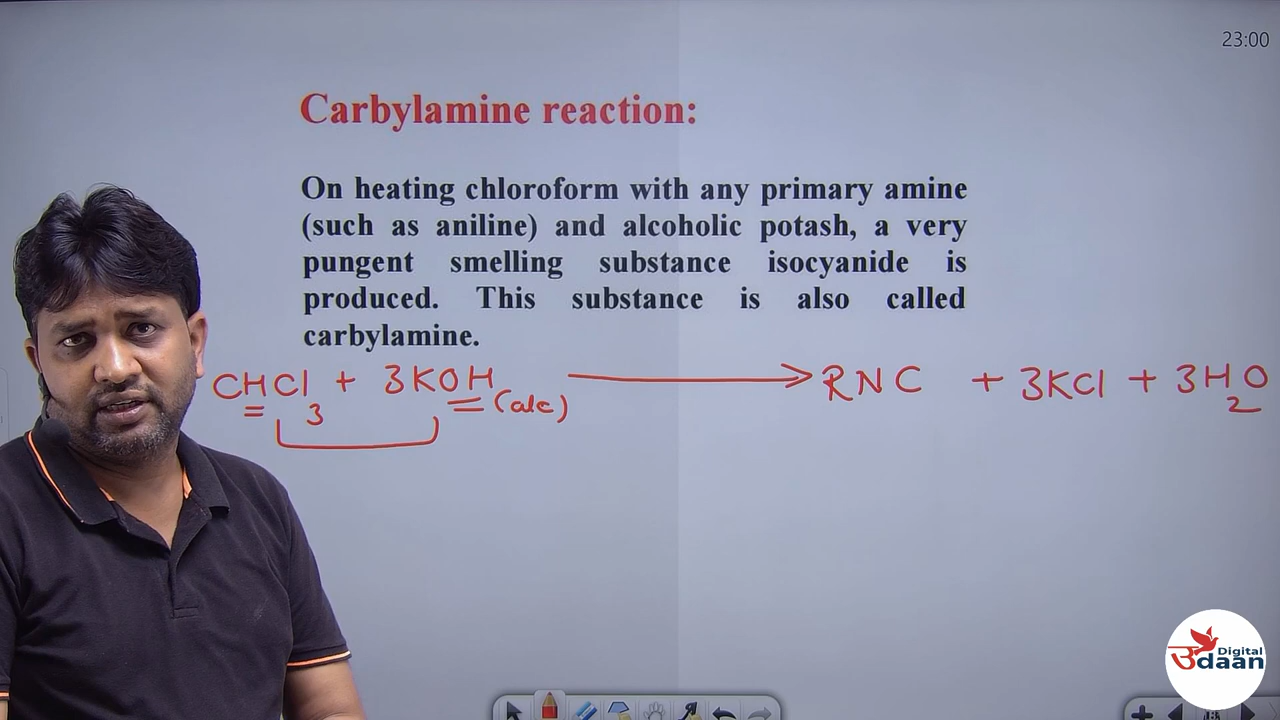 23:00
Carbylamine reaction:
On heating chloroform with any primary amine
(such as aniline) and alcoholic potash, a very
pungent smelling substance isocyanide is
produced. This substance is also called
carbylamine.
CHCl₃ + 3KOH (alc) ⟶ RNC + 3KCl + 3H₂O
Digital
उdaan